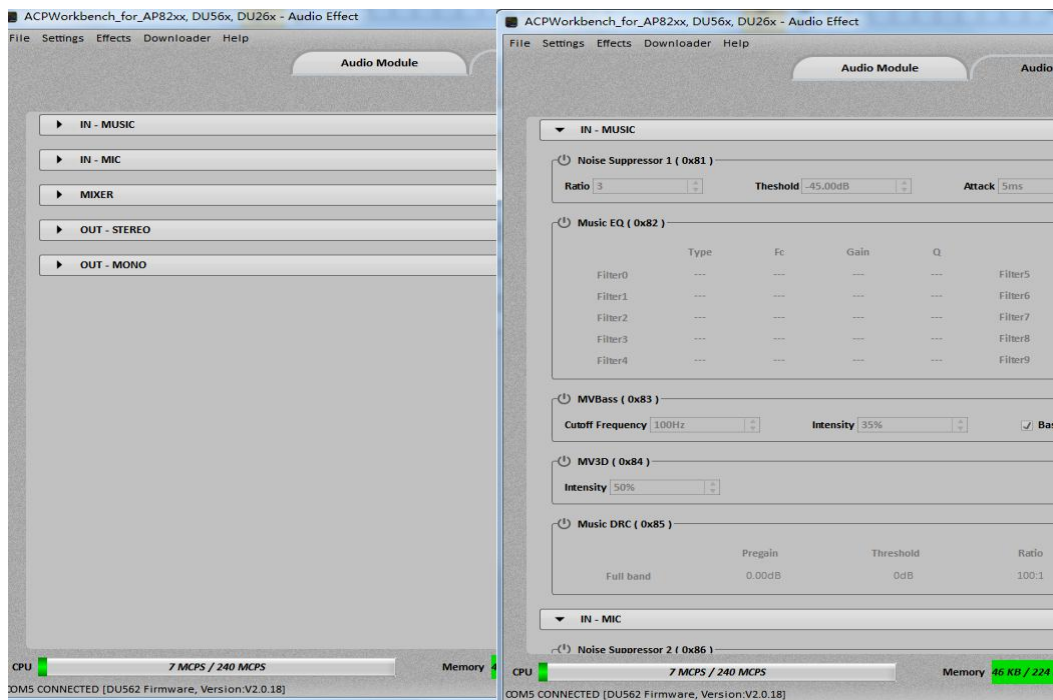 ACPWorkbench_for_AP82xx, DU56x, DU26x - Audio Effect
File Settings Effects Downloader Help
Audio Module
IN - MUSIC
IN - MIC
MIXER
OUT - STEREO
OUT - MONO
CPU 7 MCPS / 240 MCPS Memory 4
COM5 CONNECTED [DU562 Firmware, Version:V2.0.18]
ACPWorkbench_for_AP82xx, DU56x, DU26x - Audio Effect
File Settings Effects Downloader Help
Audio Module Audio
IN - MUSIC
Noise Suppressor 1 ( 0x81 )
Ratio 3 Theshold -45.00dB Attack 5ms
Music EQ ( 0x82 )
Type Fc Gain Q
Filter0 --- --- --- --- Filter5
Filter1 --- --- --- --- Filter6
Filter2 --- --- --- --- Filter7
Filter3 --- --- --- --- Filter8
Filter4 --- --- --- --- Filter9
MVBass ( 0x83 )
Cutoff Frequency 100Hz Intensity 35% Bas
MV3D ( 0x84 )
Intensity 50%
Music DRC ( 0x85 )
Pregain Threshold Ratio
Full band 0.00dB 0dB 100:1
IN - MIC
Noise Suppressor 2 ( 0x86 )
CPU 7 MCPS / 240 MCPS Memory 46 KB / 224
COM5 CONNECTED [DU562 Firmware, Version:V2.0.18]